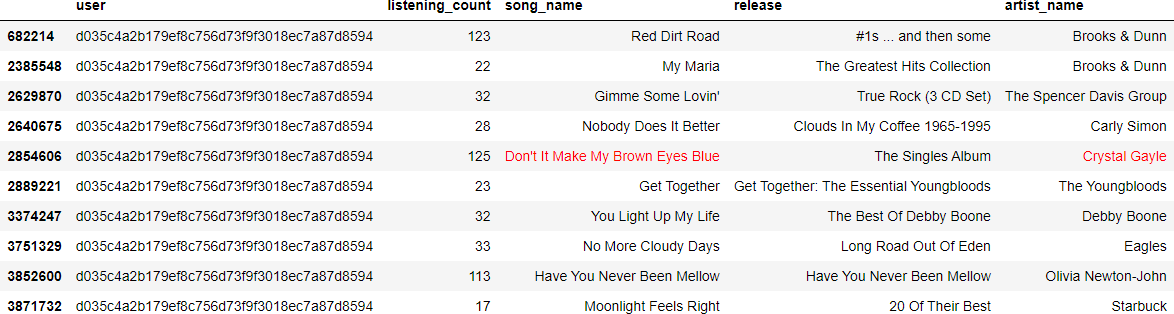 user listening_count song_name release artist_name
682214 d035c4a2b179ef8c756d73f9f3018ec7a87d8594 123 Red Dirt Road #1s ... and then some Brooks & Dunn
2385548 d035c4a2b179ef8c756d73f9f3018ec7a87d8594 22 My Maria The Greatest Hits Collection Brooks & Dunn
2629870 d035c4a2b179ef8c756d73f9f3018ec7a87d8594 32 Gimme Some Lovin' True Rock (3 CD Set) The Spencer Davis Group
2640675 d035c4a2b179ef8c756d73f9f3018ec7a87d8594 28 Nobody Does It Better Clouds In My Coffee 1965-1995 Carly Simon
2854606 d035c4a2b179ef8c756d73f9f3018ec7a87d8594 125 Don't It Make My Brown Eyes Blue The Singles Album Crystal Gayle
2889221 d035c4a2b179ef8c756d73f9f3018ec7a87d8594 23 Get Together Get Together: The Essential Youngbloods The Youngbloods
3374247 d035c4a2b179ef8c756d73f9f3018ec7a87d8594 32 You Light Up My Life The Best Of Debby Boone Debby Boone
3751329 d035c4a2b179ef8c756d73f9f3018ec7a87d8594 33 No More Cloudy Days Long Road Out Of Eden Eagles
3852600 d035c4a2b179ef8c756d73f9f3018ec7a87d8594 113 Have You Never Been Mellow Have You Never Been Mellow Olivia Newton-John
3871732 d035c4a2b179ef8c756d73f9f3018ec7a87d8594 17 Moonlight Feels Right 20 Of Their Best Starbuck